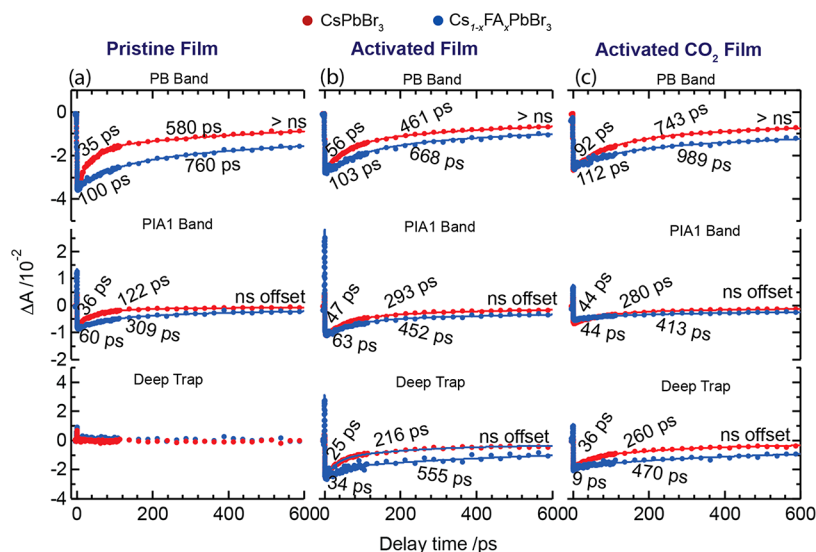 CsPbBr3 Cs1-xFAxPbBr3
Pristine Film Activated Film Activated CO2 Film
(a) PB Band (b) PB Band (c) PB Band
0
-2
-4
35 ps 580 ps > ns
100 ps 760 ps
56 ps 461 ps > ns
103 ps 668 ps
92 ps 743 ps > ns
112 ps 989 ps
PIA1 Band PIA1 Band PIA1 Band
ΔA /10-2
2
1
0
-1
-2
36 ps 122 ps ns offset
60 ps 309 ps
47 ps 293 ps ns offset
63 ps 452 ps
44 ps 280 ps ns offset
44 ps 413 ps
Deep Trap Deep Trap Deep Trap
4
2
0
-2
-4
25 ps 216 ps ns offset
34 ps 555 ps
36 ps 260 ps ns offset
9 ps 470 ps
0 200 400 600 0 200 400 600 0 200 400 600
Delay time /ps